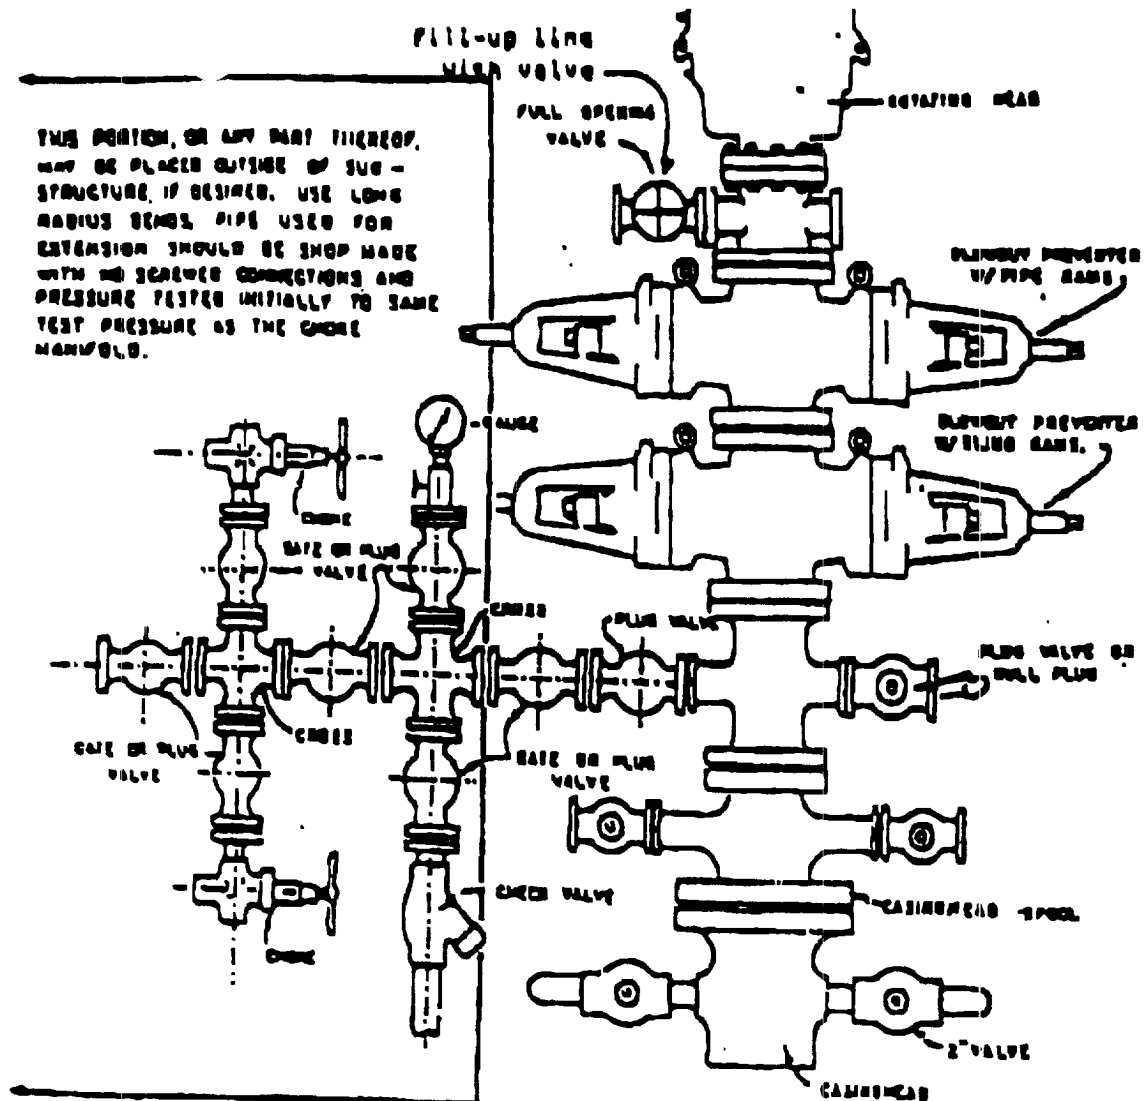 Fill-up line
with valve
FULL OPENING
VALVE
ROTATING HEAD
THIS PORTION, OR ANY PART THEREOF,
MAY BE PLACED OUTSIDE OF SUB-
STRUCTURE, IF DESIRED. USE LONG
RADIUS BENDS. PIPE USED FOR
EXTENSION SHOULD BE SHOP MADE
WITH NO SCREWED CONNECTIONS AND
PRESSURE TESTED INITIALLY TO SAME
TEST PRESSURE AS THE CHOKE
MANIFOLD.
BLOWOUT PREVENTER
W/ PIPE RAMS
GAUGE
BLOWOUT PREVENTER
W/ BLIND RAMS.
CHOKE
GATE OR PLUG
VALVE
CROSS
PLUG VALVE
PLUG VALVE OR
BULL PLUG
CROSS
GATE OR PLUG
VALVE
GATE OR PLUG
VALVE
CHECK VALVE
CASINGHEAD SPOOL
CHOKE
2" VALVE
CASINGHEAD